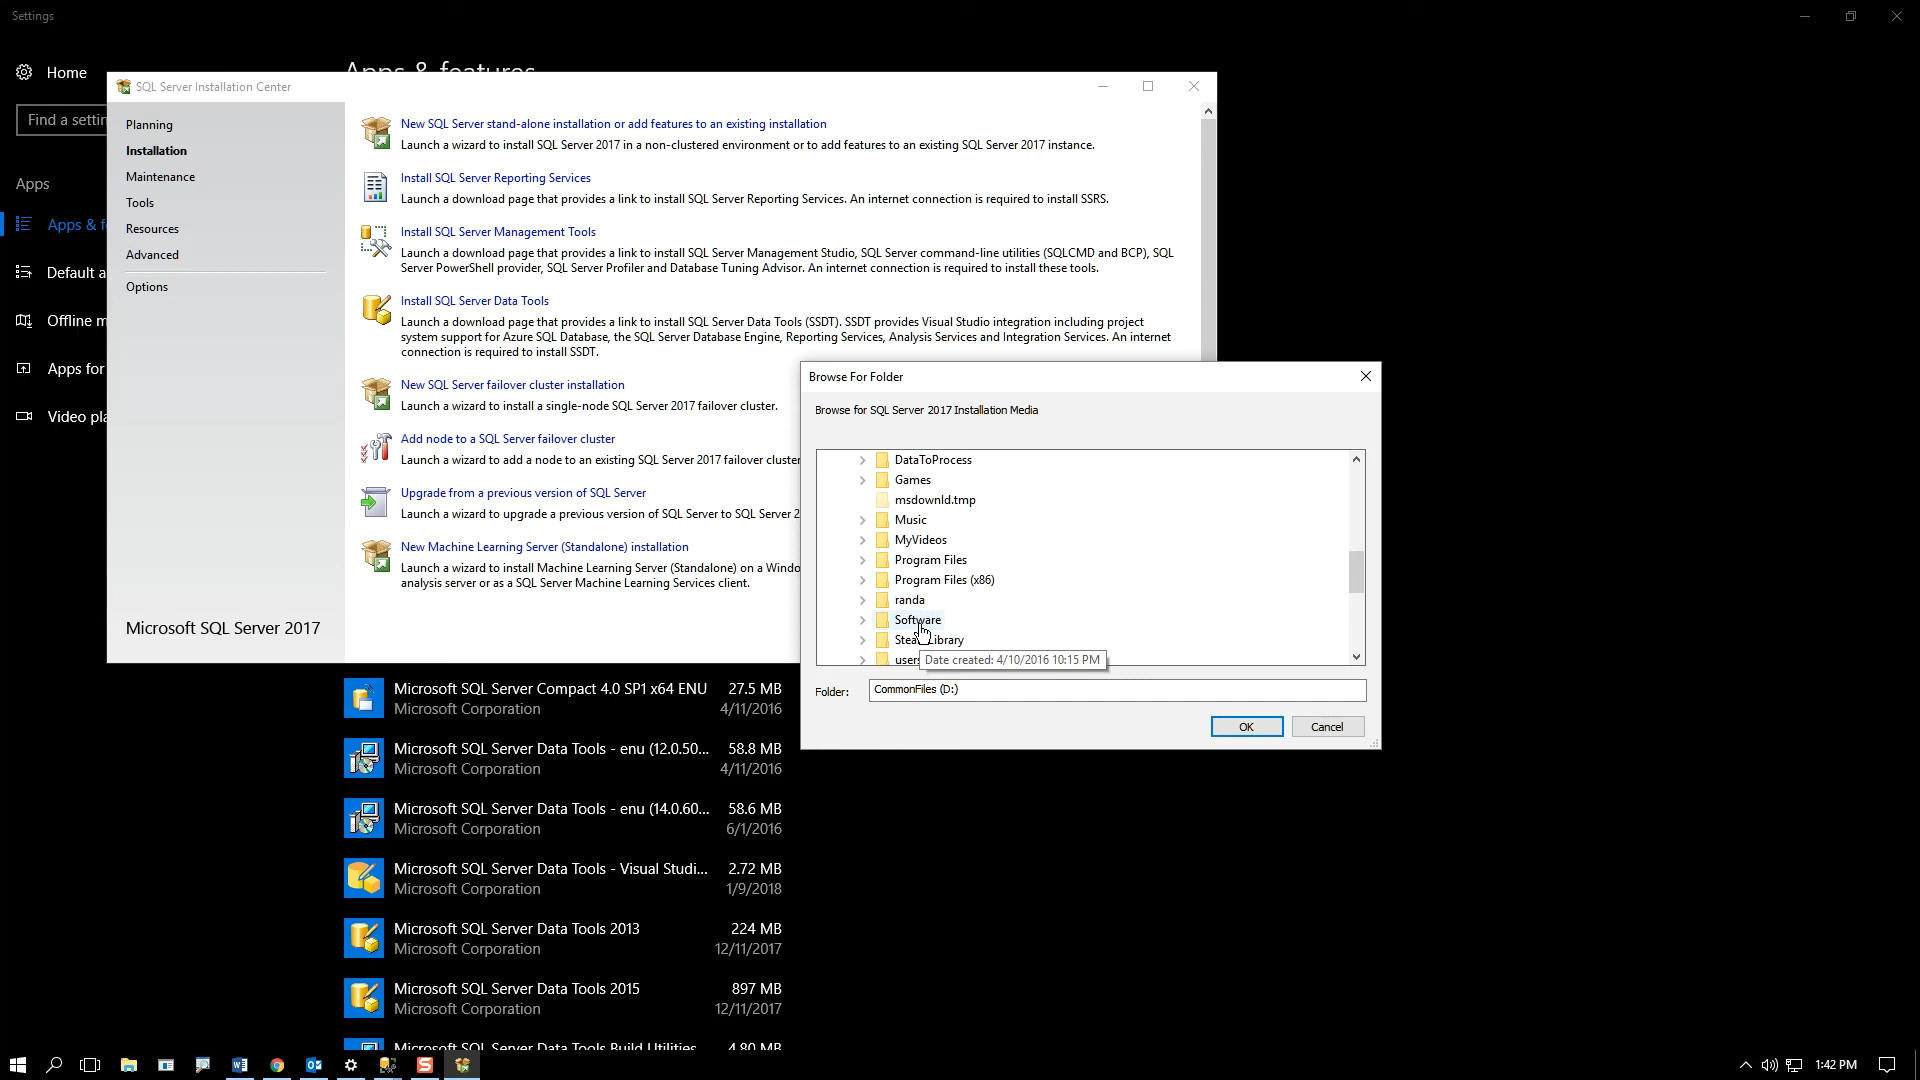 Settings
Home
Apps & features
Find a settin
Apps
Apps & f
Default a
Offline m
Apps for
Video pla
SQL Server Installation Center
Planning
Installation
Maintenance
Tools
Resources
Advanced
Options
Microsoft SQL Server 2017
New SQL Server stand-alone installation or add features to an existing installation
Launch a wizard to install SQL Server 2017 in a non-clustered environment or to add features to an existing SQL Server 2017 instance.
Install SQL Server Reporting Services
Launch a download page that provides a link to install SQL Server Reporting Services. An internet connection is required to install SSRS.
Install SQL Server Management Tools
Launch a download page that provides a link to install SQL Server Management Studio, SQL Server command-line utilities (SQLCMD and BCP), SQL
Server PowerShell provider, SQL Server Profiler and Database Tuning Advisor. An internet connection is required to install these tools.
Install SQL Server Data Tools
Launch a download page that provides a link to install SQL Server Data Tools (SSDT). SSDT provides Visual Studio integration including project
system support for Azure SQL Database, the SQL Server Database Engine, Reporting Services, Analysis Services and Integration Services. An internet
connection is required to install SSDT.
New SQL Server failover cluster installation
Launch a wizard to install a single-node SQL Server 2017 failover cluster.
Add node to a SQL Server failover cluster
Launch a wizard to add a node to an existing SQL Server 2017 failover cluster
Upgrade from a previous version of SQL Server
Launch a wizard to upgrade a previous version of SQL Server to SQL Server 2
New Machine Learning Server (Standalone) installation
Launch a wizard to install Machine Learning Server (Standalone) on a Windo
analysis server or as a SQL Server Machine Learning Services client.
Browse For Folder
Browse for SQL Server 2017 Installation Media
DataToProcess
Games
msdownld.tmp
Music
MyVideos
Program Files
Program Files (x86)
randa
Software
SteamLibrary
users
Date created: 4/10/2016 10:15 PM
Folder: CommonFiles (D:)
OK Cancel
Microsoft SQL Server Compact 4.0 SP1 x64 ENU 27.5 MB
Microsoft Corporation 4/11/2016
Microsoft SQL Server Data Tools - enu (12.0.50... 58.8 MB
Microsoft Corporation 4/11/2016
Microsoft SQL Server Data Tools - enu (14.0.60... 58.6 MB
Microsoft Corporation 6/1/2016
Microsoft SQL Server Data Tools - Visual Studi... 2.72 MB
Microsoft Corporation 1/9/2018
Microsoft SQL Server Data Tools 2013 224 MB
Microsoft Corporation 12/11/2017
Microsoft SQL Server Data Tools 2015 897 MB
Microsoft Corporation 12/11/2017
Microsoft SQL Server Data Tools Build Utilities 4.80 MB
1:42 PM